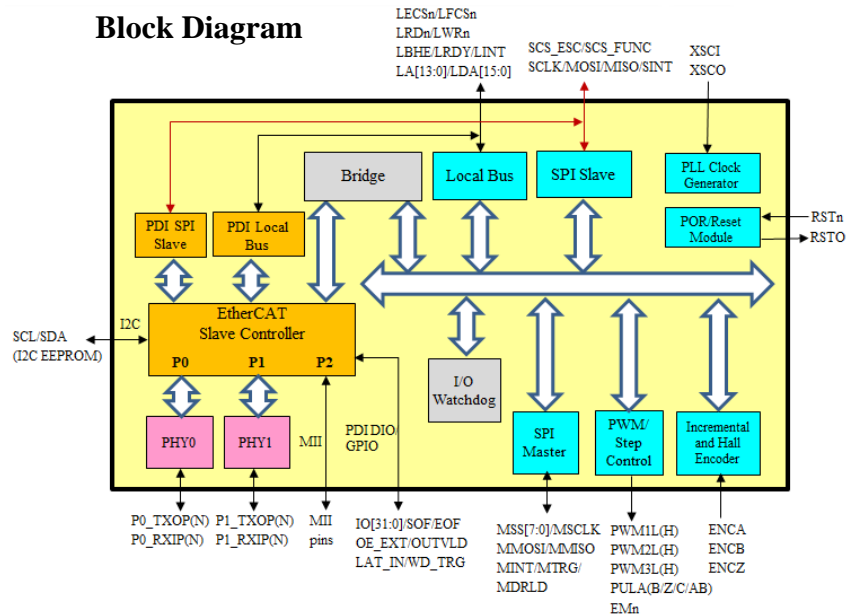 Block Diagram
LECSn/LFCSn
LRDn/LWRn
LBHE/LRDY/LINT
LA[13:0]/LDA[15:0]
SCS_ESC/SCS_FUNC
SCLK/MOSI/MISO/SINT
XSCI
XSCO
Bridge
Local Bus
SPI Slave
PLL Clock
Generator
PDI SPI
Slave
PDI Local
Bus
POR/Reset
Module
RSTn
RSTO
EtherCAT
Slave Controller
P0 P1 P2
I2C
SCL/SDA
(I2C EEPROM)
I/O
Watchdog
PHY0
PHY1
MII
PDI DIO/
GPIO
SPI
Master
PWM/
Step
Control
Incremental
and Hall
Encoder
P0_TXOP(N)
P0_RXIP(N)
P1_TXOP(N)
P1_RXIP(N)
MII
pins
IO[31:0]/SOF/EOF
OE_EXT/OUTVLD
LAT_IN/WD_TRG
MSS[7:0]/MSCLK
MMOSI/MMISO
MINT/MTRG/
MDRLD
PWM1L(H)
PWM2L(H)
PWM3L(H)
PULA(B/Z/C/AB)
EMn
ENCA
ENCB
ENCZ